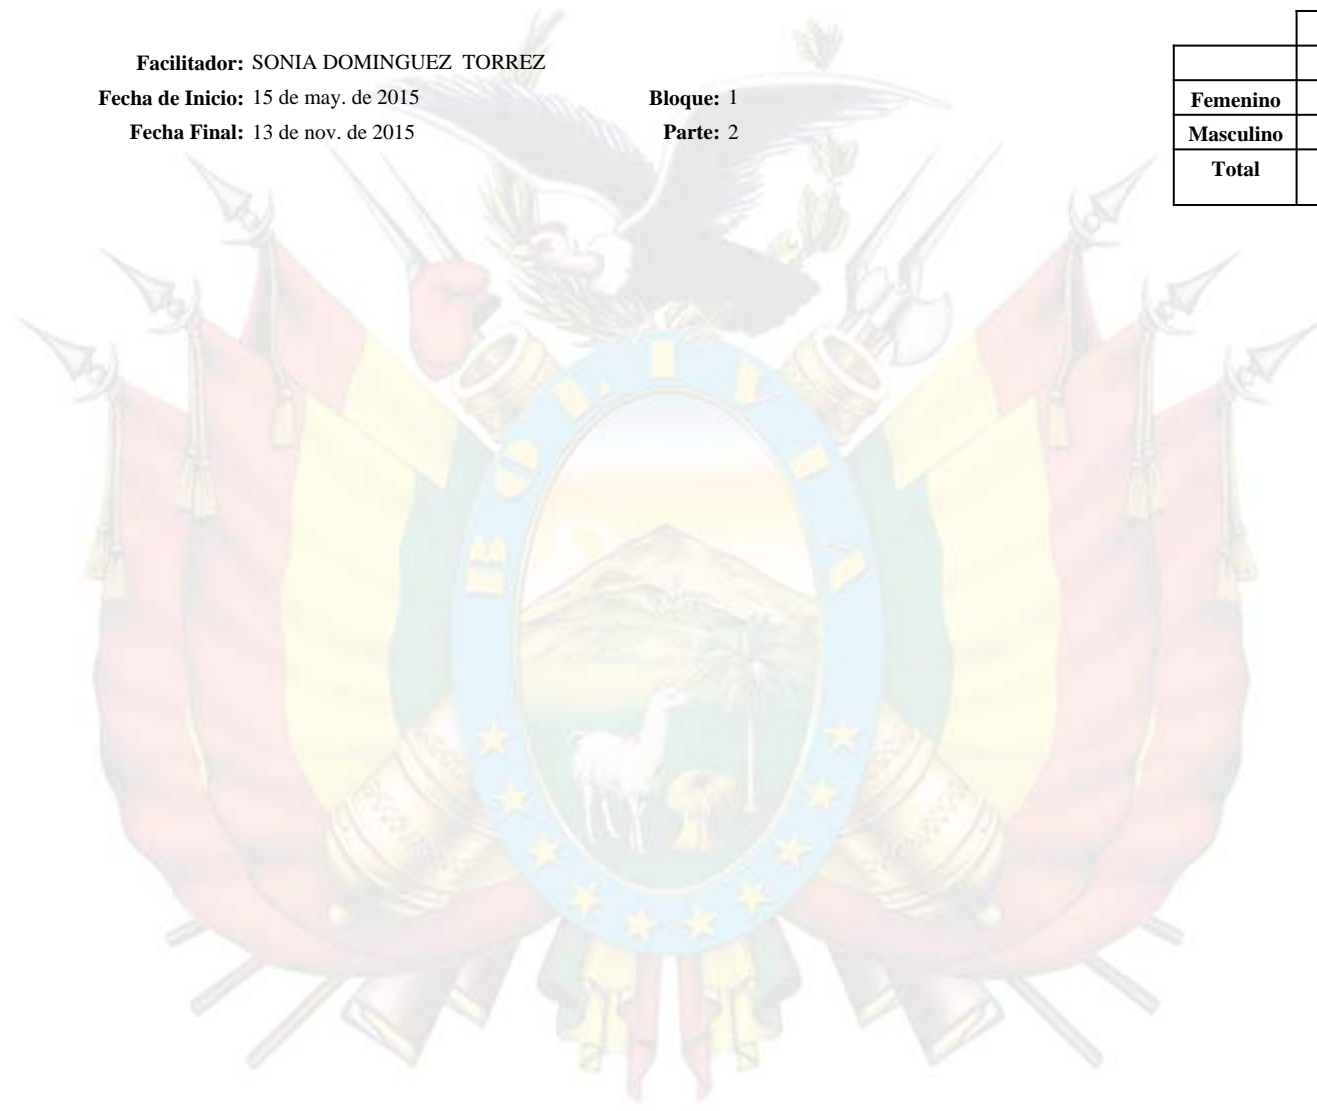 Facilitador: SONIA DOMINGUEZ TORREZ
Fecha de Inicio: 15 de may. de 2015 Bloque: 1
Fecha Final: 13 de nov. de 2015 Parte: 2
Femenino
Masculino
Total
BOLIVIA